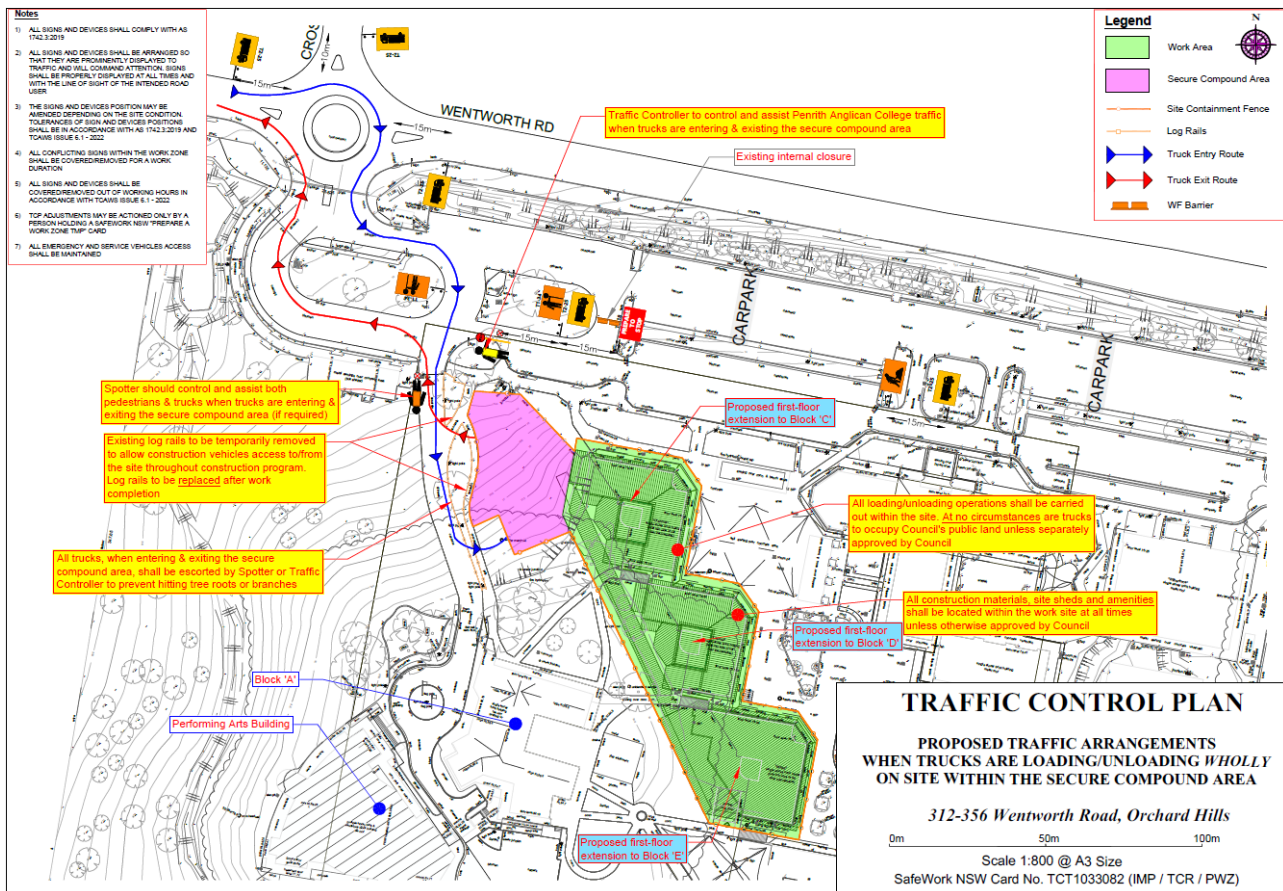 Notes
1) ALL SIGNS AND DEVICES SHALL COMPLY WITH AS
1742.3:2019
2) ALL SIGNS AND DEVICES SHALL BE ARRANGED SO
THAT THEY ARE PROMINENTLY DISPLAYED TO
TRAFFIC AND WILL COMMAND ATTENTION. SIGNS
SHALL BE PROPERLY DISPLAYED AT ALL TIMES AND
WITH THE LINE OF SIGHT OF THE INTENDED ROAD
USER
3) THE SIGNS AND DEVICES POSITION MAY BE
AMENDED DEPENDING ON THE SITE CONDITION.
TOLERANCES OF SIGN AND DEVICES POSITIONS
SHALL BE IN ACCORDANCE WITH AS 1742.3:2019 AND
TCAWS ISSUE 6.1 - 2022
4) ALL CONFLICTING SIGNS WITHIN THE WORK ZONE
SHALL BE COVERED/REMOVED FOR A WORK
DURATION
5) ALL SIGNS AND DEVICES SHALL BE
COVERED/REMOVED OUT OF WORKING HOURS IN
ACCORDANCE WITH TCAWS ISSUE 6.1 - 2022
6) TCP ADJUSTMENTS MAY BE ACTIONED ONLY BY A
PERSON HOLDING A SAFEWORK NSW "PREPARE A
WORK ZONE TMP" CARD
7) ALL EMERGENCY AND SERVICE VEHICLES ACCESS
SHALL BE MAINTAINED
T2-25
CROS
T2-25
10m
15m
WENTWORTH RD
15m
Legend
N
Work Area
Secure Compound Area
Site Containment Fence
Log Rails
Truck Entry Route
Truck Exit Route
WF Barrier
Traffic Controller to control and assist Penrith Anglican College traffic
when trucks are entering & existing the secure compound area
Existing internal closure
T1-34
T2-25
PREPARE
TO
STOP
15m
15m
CARPARK
CARPARK
T2-25
15m
Spotter should control and assist both
pedestrians & trucks when trucks are entering &
exiting the secure compound area (if required)
Existing log rails to be temporarily removed
to allow construction vehicles access to/from
the site throughout construction program.
Log rails to be replaced after work
completion
Proposed first-floor
extension to Block 'C'
All loading/unloading operations shall be carried
out within the site. At no circumstances are trucks
to occupy Council's public land unless separately
approved by Council
All trucks, when entering & exiting the secure
compound area, shall be escorted by Spotter or Traffic
Controller to prevent hitting tree roots or branches
All construction materials, site sheds and amenities
shall be located within the work site at all times
unless otherwise approved by Council
Proposed first-floor
extension to Block 'D'
Block 'A'
Performing Arts Building
Proposed first-floor
extension to Block 'E'
TRAFFIC CONTROL PLAN
PROPOSED TRAFFIC ARRANGEMENTS
WHEN TRUCKS ARE LOADING/UNLOADING WHOLLY
ON SITE WITHIN THE SECURE COMPOUND AREA
312-356 Wentworth Road, Orchard Hills
0m 50m 100m
Scale 1:800 @ A3 Size
SafeWork NSW Card No. TCT1033082 (IMP / TCR / PWZ)